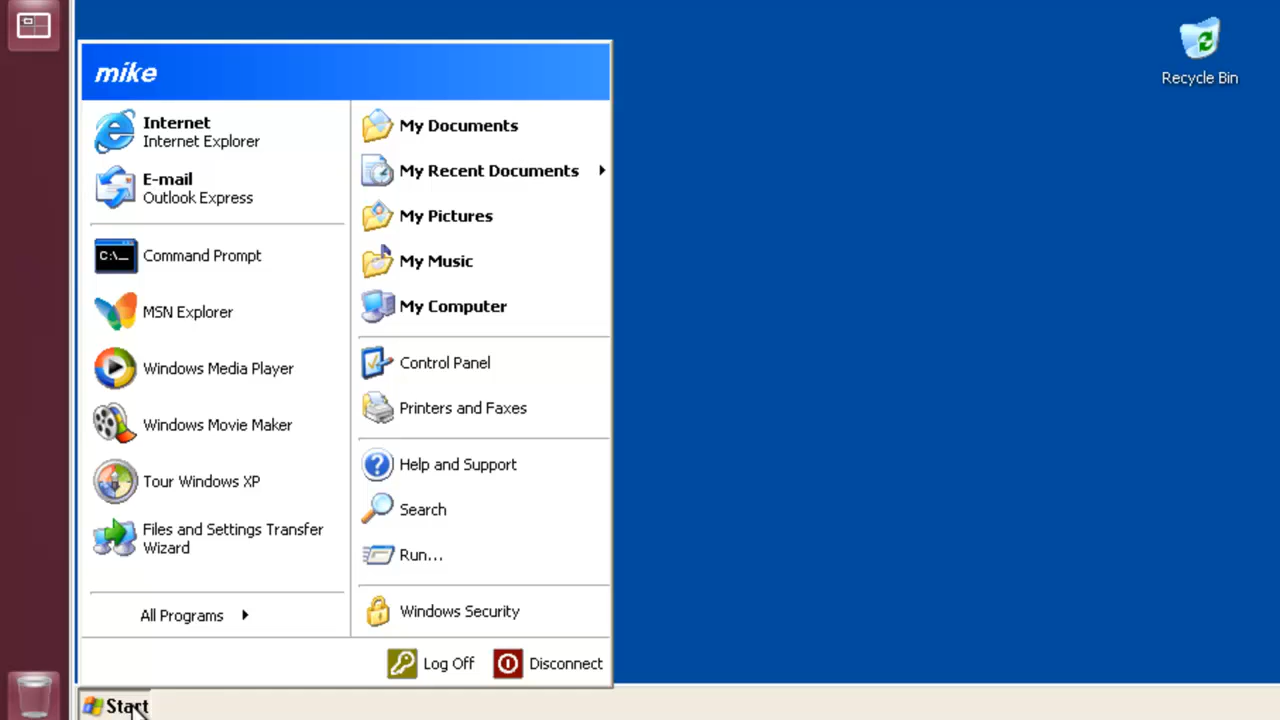 mike
Internet
Internet Explorer
E-mail
Outlook Express
Command Prompt
MSN Explorer
Windows Media Player
Windows Movie Maker
Tour Windows XP
Files and Settings Transfer
Wizard
All Programs
My Documents
My Recent Documents
My Pictures
My Music
My Computer
Control Panel
Printers and Faxes
Help and Support
Search
Run...
Windows Security
Log Off
Disconnect
Start
Recycle Bin
C:\_